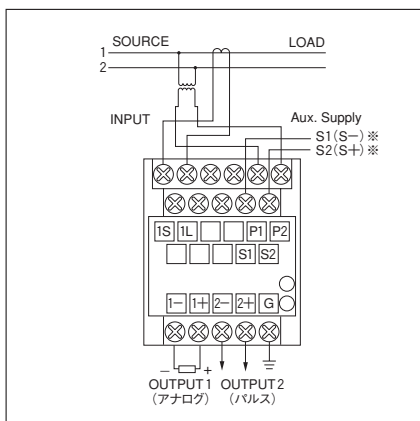 SOURCE LOAD
1
2
INPUT Aux. Supply
S1(S−)※
S2(S+)※
1S 1L P1 P2
S1 S2
1− 1+ 2− 2+ G
− +
OUTPUT1 OUTPUT2
(アナログ) (パルス)